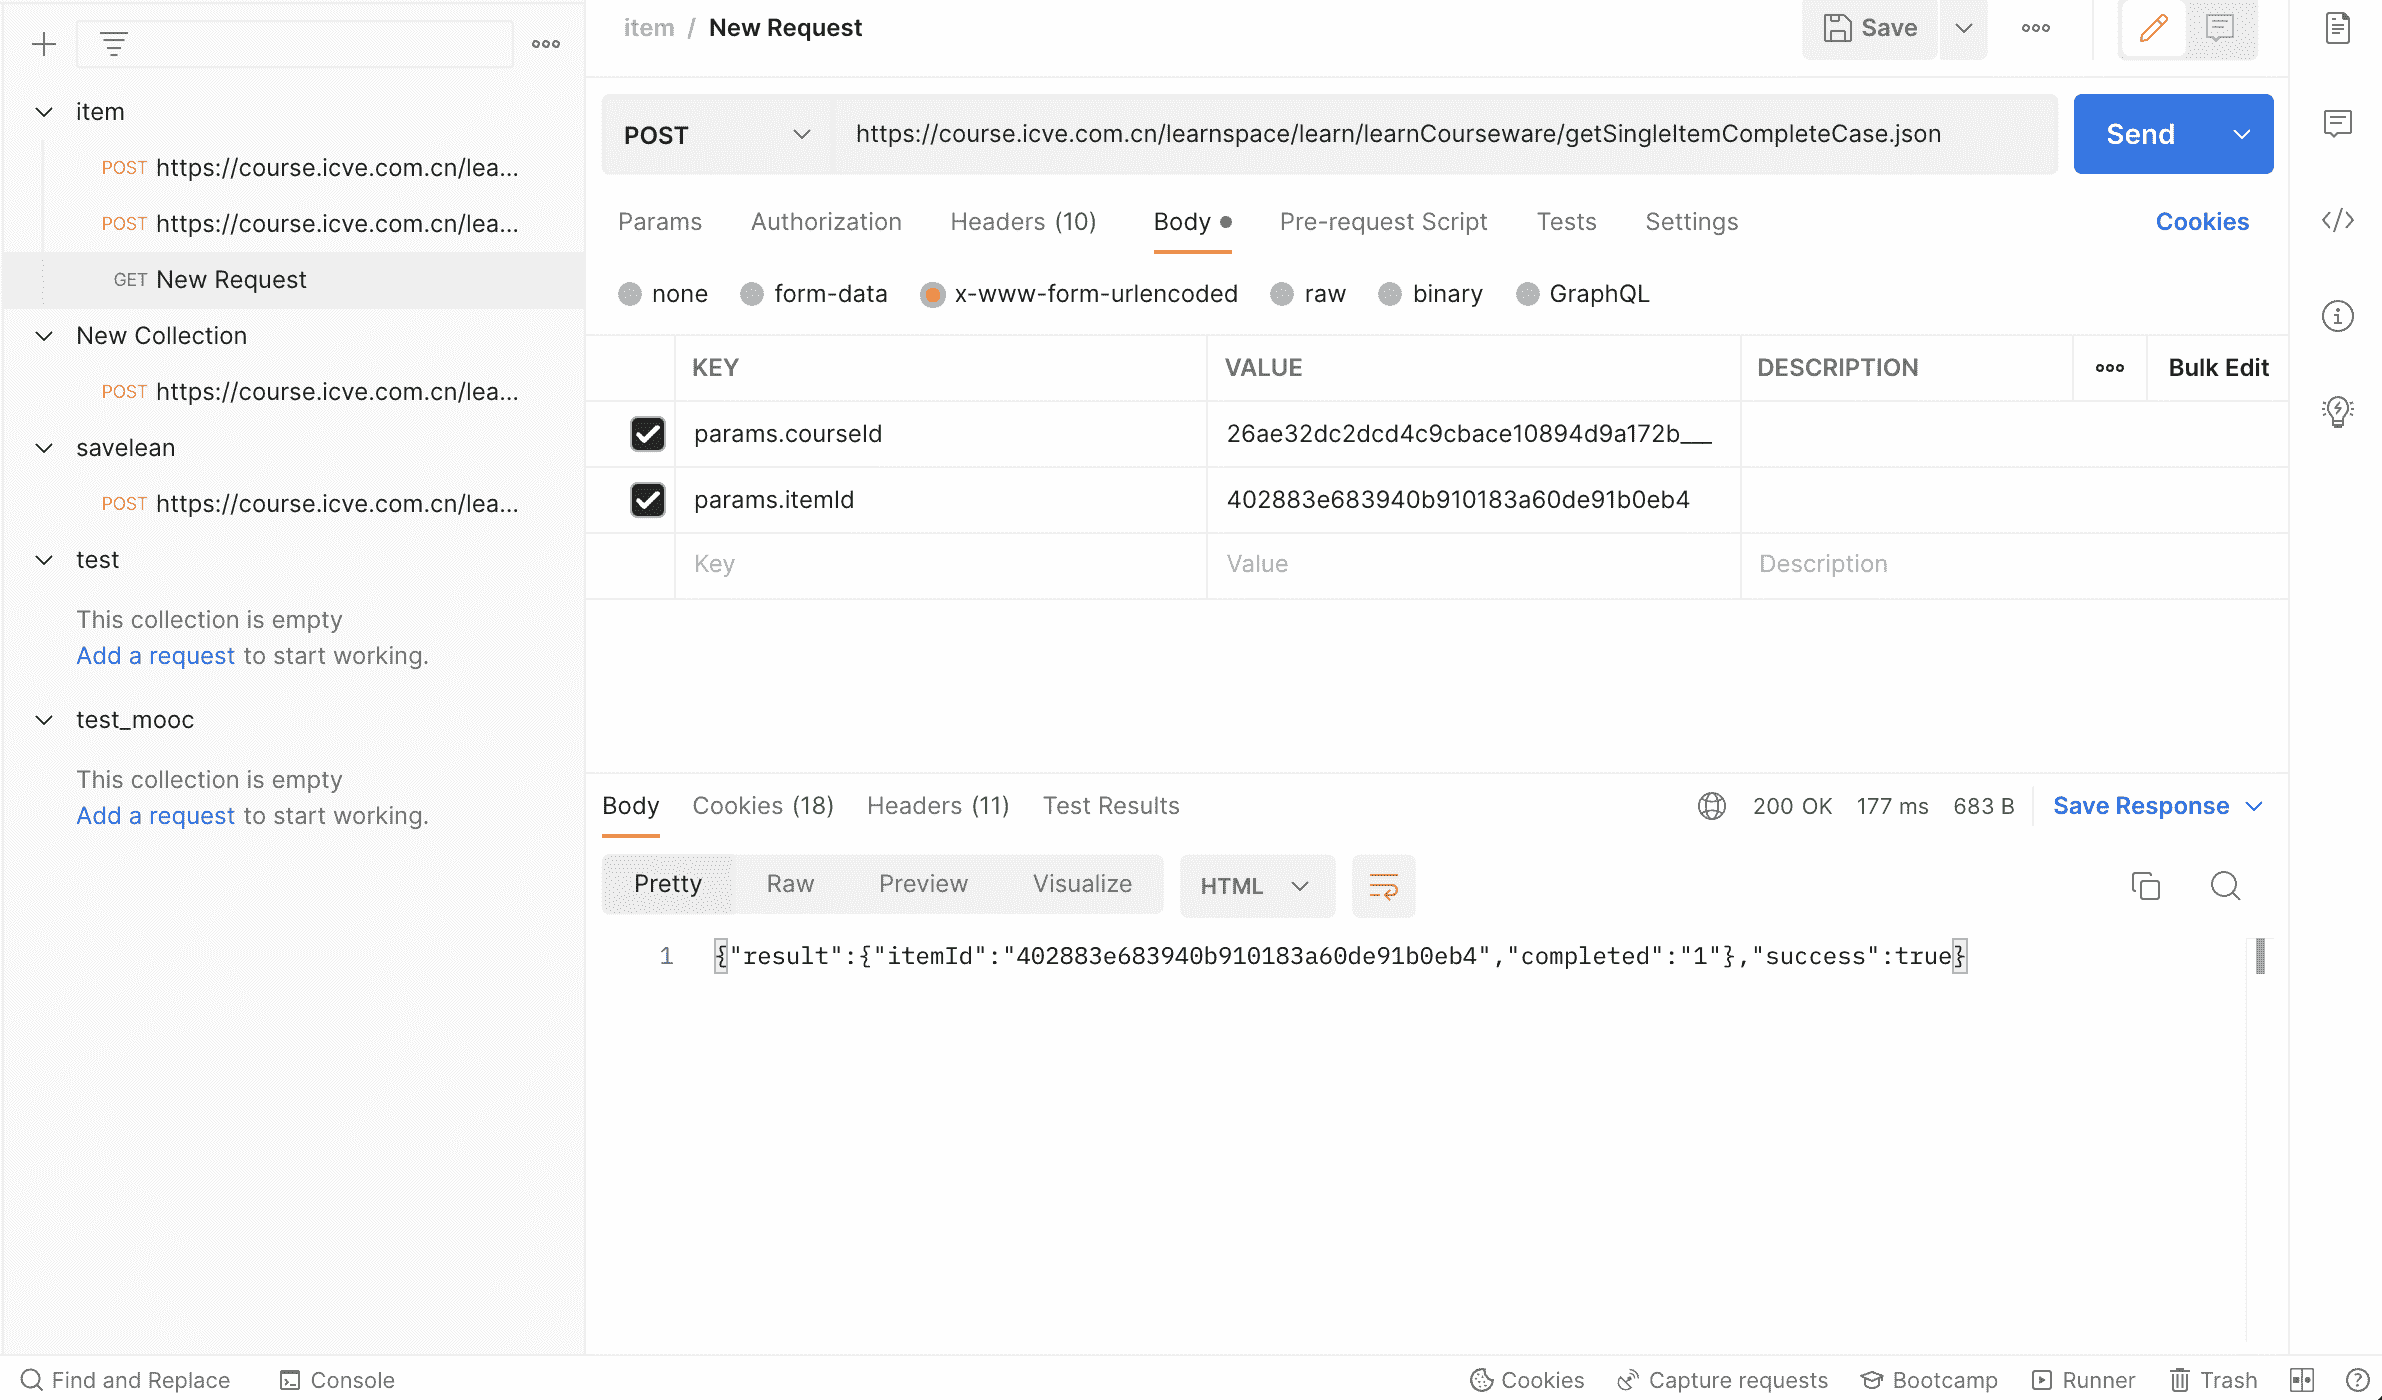 item / New Request
Save
item
POST https://course.icve.com.cn/lea...
POST https://course.icve.com.cn/lea...
GET New Request
New Collection
POST https://course.icve.com.cn/lea...
savelean
POST https://course.icve.com.cn/lea...
test
This collection is empty
Add a request to start working.
test_mooc
This collection is empty
Add a request to start working.
POST https://course.icve.com.cn/learnspace/learn/learnCourseware/getSingleItemCompleteCase.json
Send
Params Authorization Headers (10) Body Pre-request Script Tests Settings Cookies
none form-data x-www-form-urlencoded raw binary GraphQL
KEY VALUE DESCRIPTION Bulk Edit
params.courseId 26ae32dc2dcd4c9cbace10894d9a172b___
params.itemId 402883e683940b910183a60de91b0eb4
Key Value Description
Body Cookies (18) Headers (11) Test Results 200 OK 177 ms 683 B Save Response
Pretty Raw Preview Visualize HTML
1 {"result":{"itemId":"402883e683940b910183a60de91b0eb4","completed":"1"},"success":true}
Find and Replace Console Cookies Capture requests Bootcamp Runner Trash